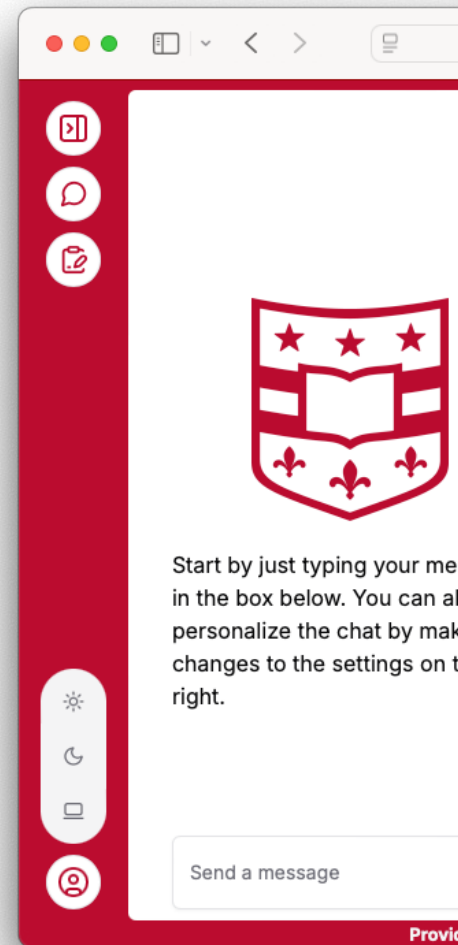 Start by just typing your me
in the box below. You can al
personalize the chat by mak
changes to the settings on t
right.
Send a message
Provi